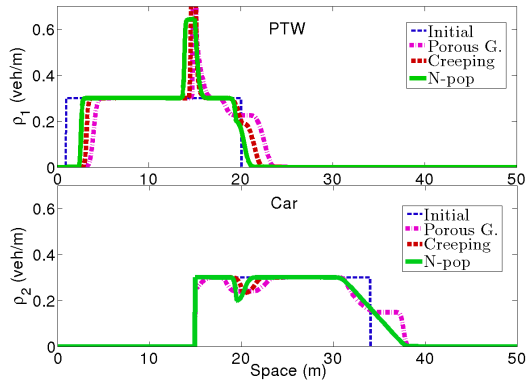 PTW
ρ1 (veh/m)
0.6
0.4
0.2
0
0 10 20 30 40 50
Initial
Porous G.
Creeping
N-pop
Car
ρ2 (veh/m)
0.6
0.4
0.2
0
0 10 20 30 40 50
Space (m)
Initial
Porous G.
Creeping
N-pop